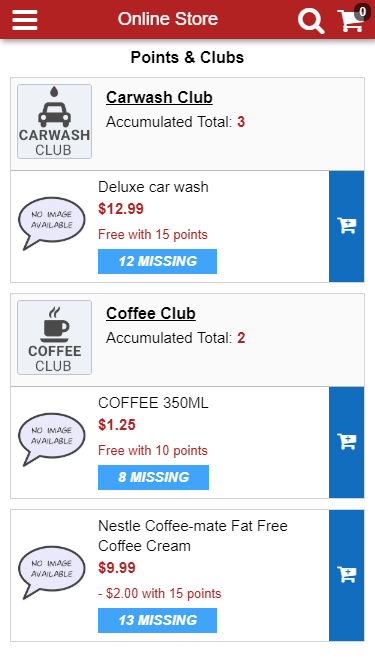 Online Store
0
Points & Clubs
CARWASH
CLUB
Carwash Club
Accumulated Total: 3
NO IMAGE
AVAILABLE
Deluxe car wash
$12.99
Free with 15 points
12 MISSING
COFFEE
CLUB
Coffee Club
Accumulated Total: 2
NO IMAGE
AVAILABLE
COFFEE 350ML
$1.25
Free with 10 points
8 MISSING
NO IMAGE
AVAILABLE
Nestle Coffee-mate Fat Free
Coffee Cream
$9.99
- $2.00 with 15 points
13 MISSING